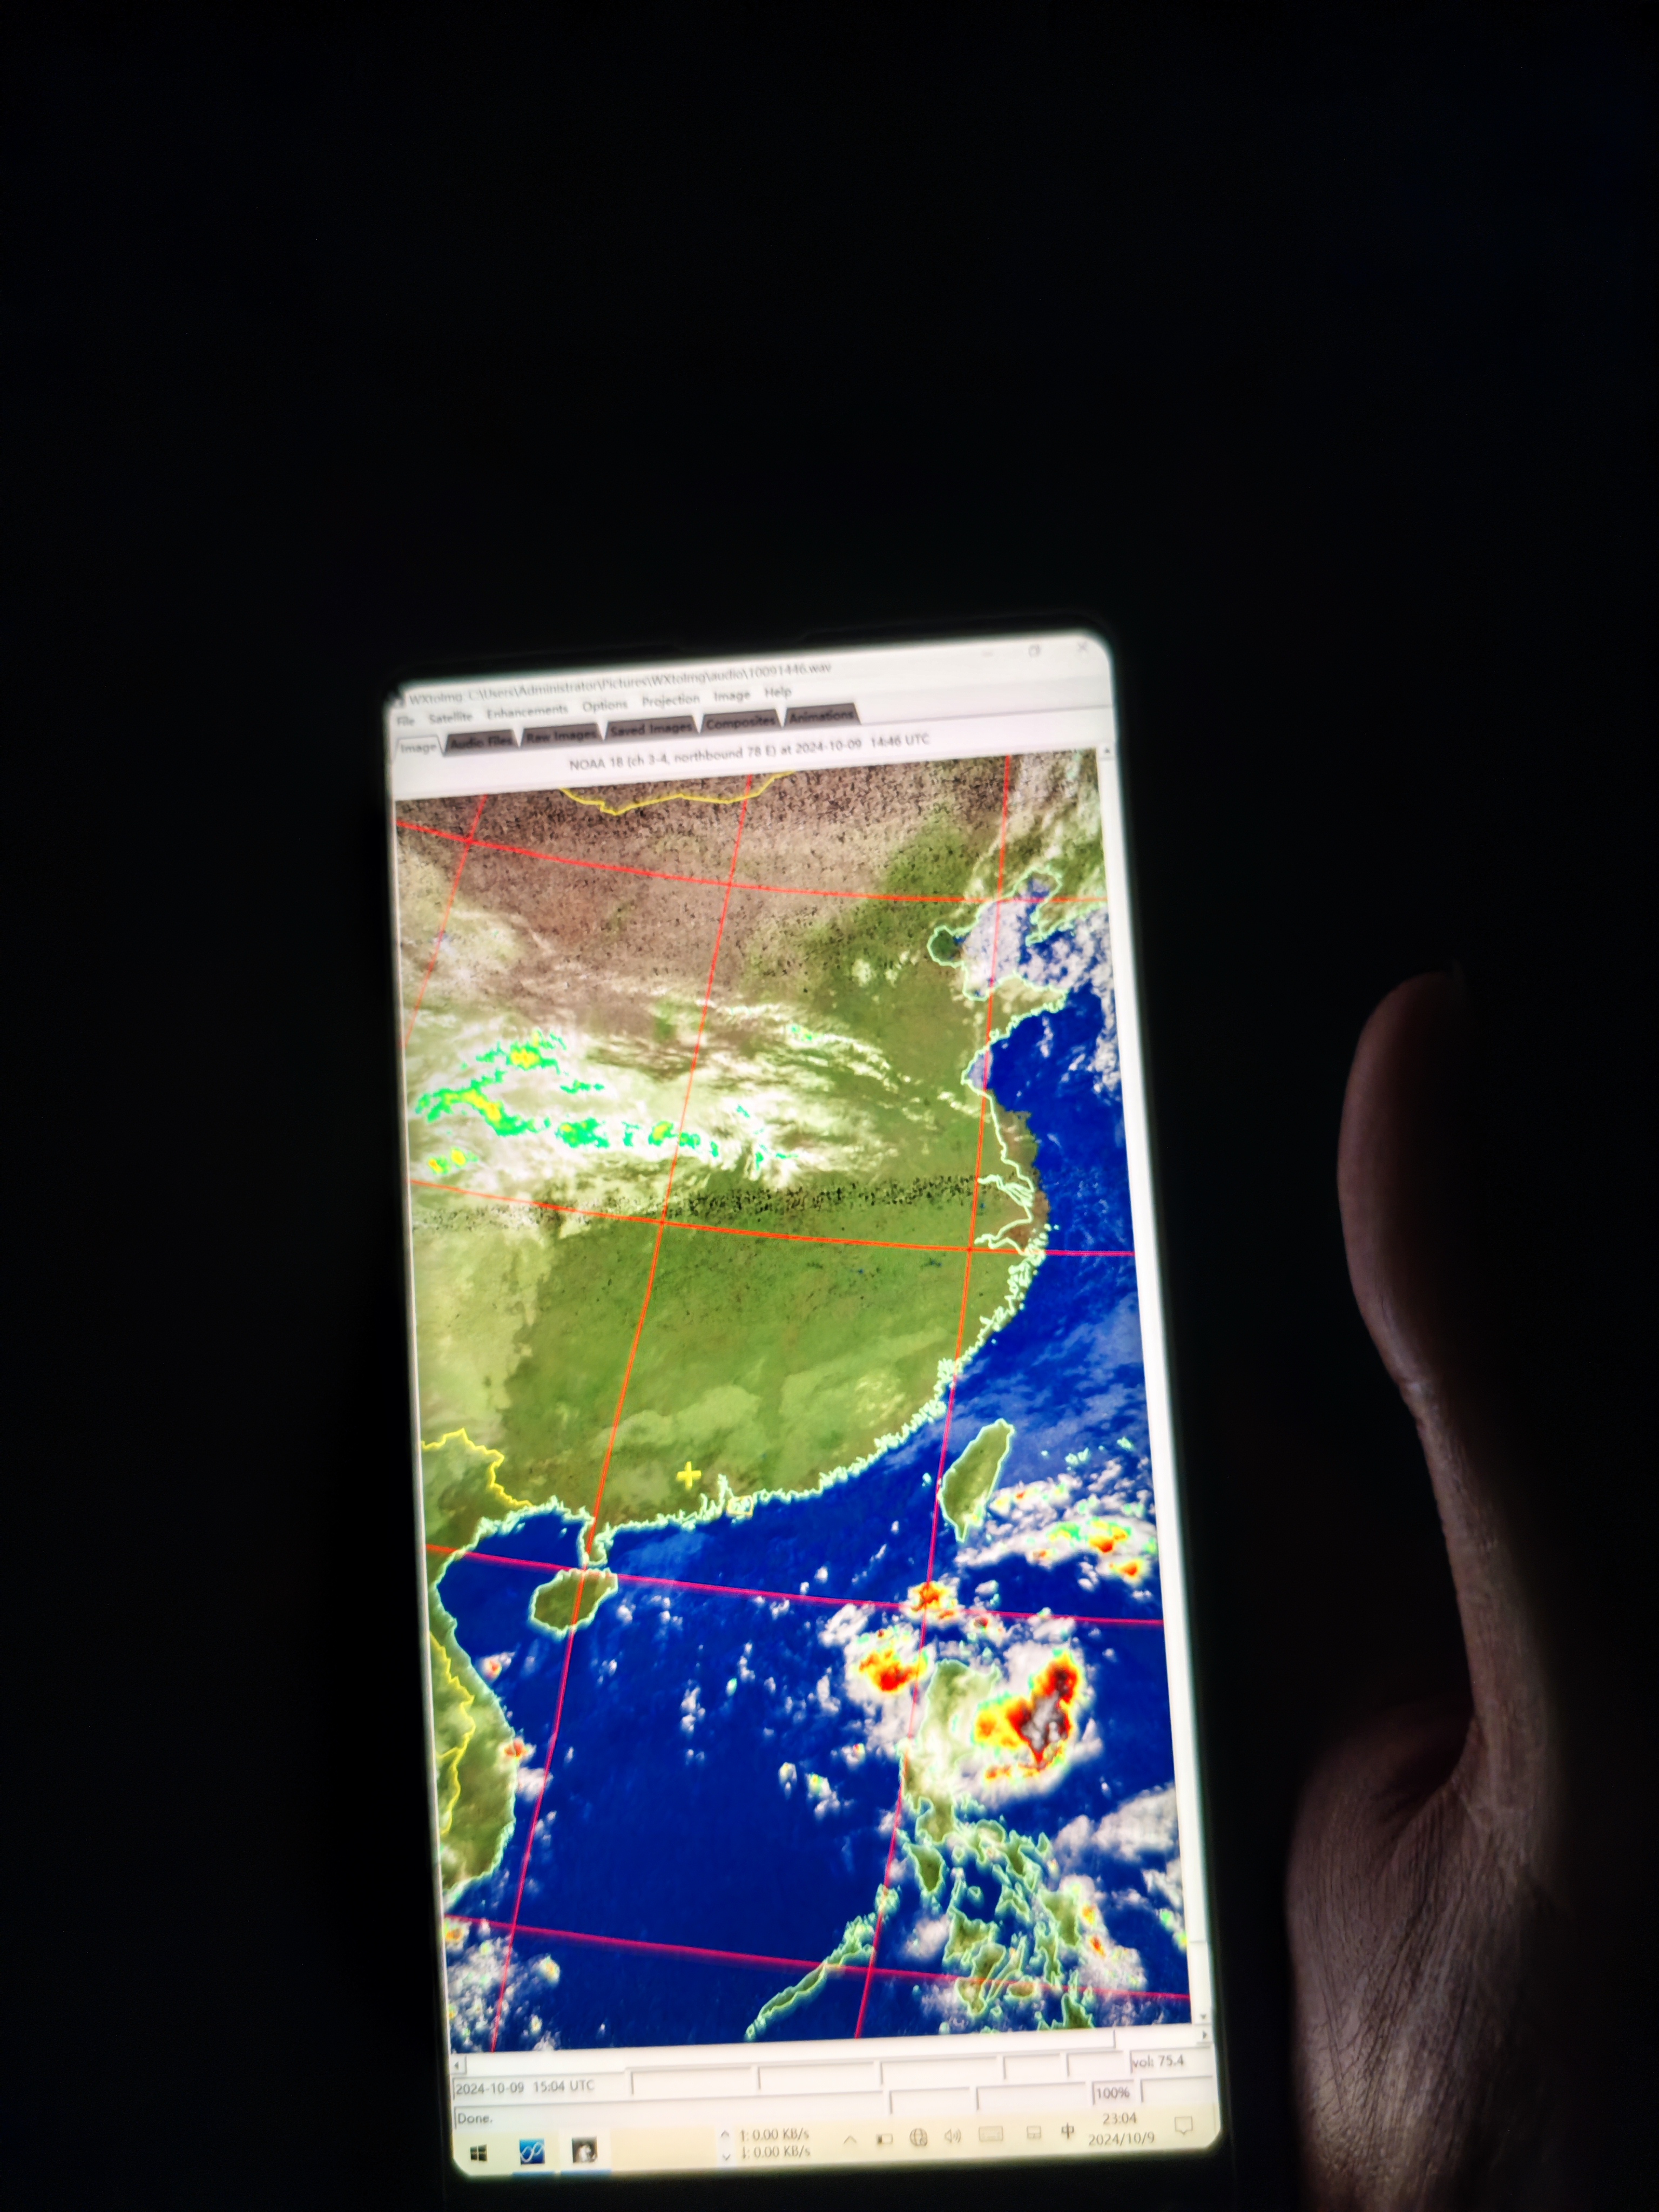 WXtoImg: C:\Users\Administrator\Pictures\WXtoImg\audio\10091446.wav
File Satellite Enhancements Options Projection Image Help
Image Audio Files Raw Images Saved Images Composites Animations
NOAA 18 (ch 3-4, northbound 78 E) at 2024-10-09 14:46 UTC
vol: 75.4
2024-10-09 15:04 UTC
100%
Done.
↑: 0.00 KB/s
↓: 0.00 KB/s
中
23:04
2024/10/9